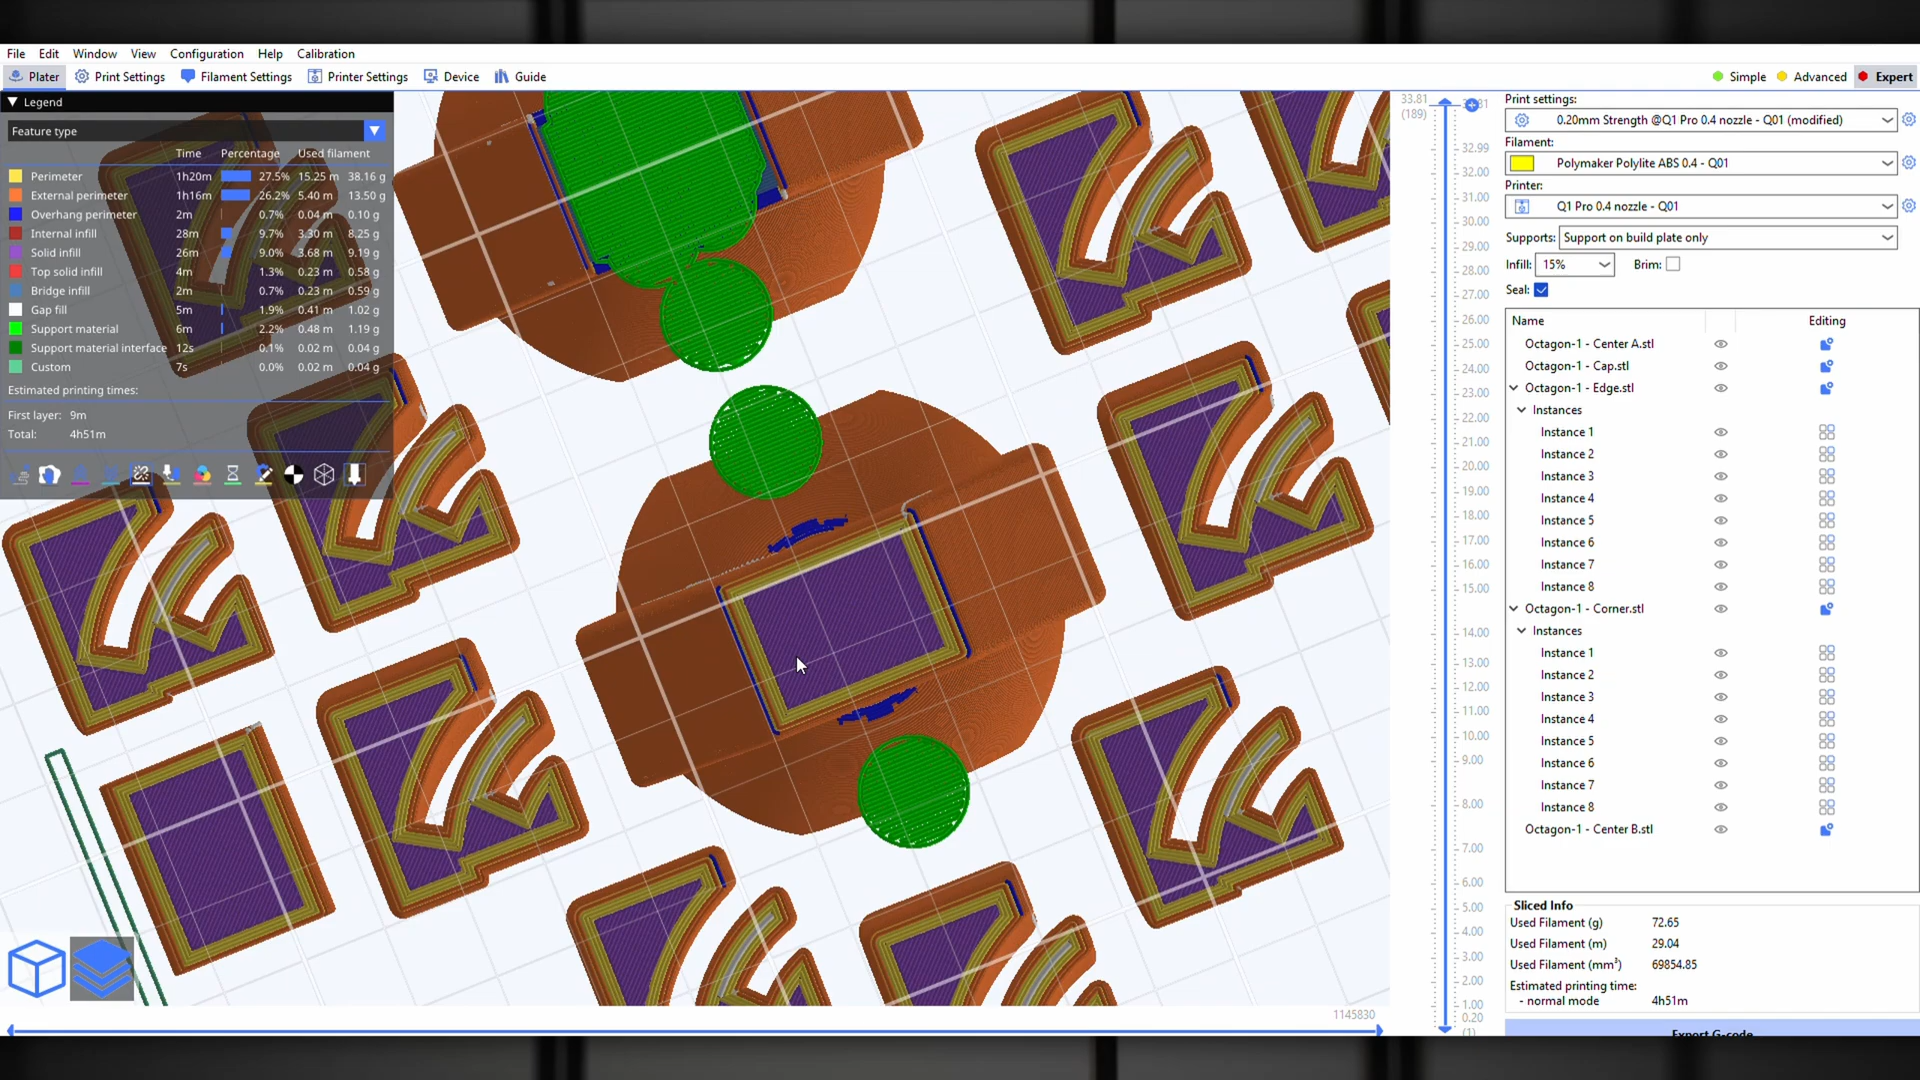 File Edit Window View Configuration Help Calibration
Plater Print Settings Filament Settings Printer Settings Device Guide Simple Advanced Expert
Legend
Feature type
Time Percentage Used filament
Perimeter 1h20m 27.5% 15.25 m 38.16 g
External perimeter 1h16m 26.2% 5.40 m 13.50 g
Overhang perimeter 2m 0.7% 0.04 m 0.10 g
Internal infill 28m 9.7% 3.30 m 8.25 g
Solid infill 26m 9.0% 3.68 m 9.19 g
Top solid infill 4m 1.3% 0.23 m 0.58 g
Bridge infill 2m 0.7% 0.23 m 0.59 g
Gap fill 5m 1.9% 0.41 m 1.02 g
Support material 6m 2.2% 0.48 m 1.19 g
Support material interface 12s 0.1% 0.02 m 0.04 g
Custom 7s 0.0% 0.02 m 0.04 g
Estimated printing times:
First layer: 9m
Total: 4h51m
33.81
(189)
32.99
32.00
31.00
30.00
29.00
28.00
27.00
26.00
25.00
24.00
23.00
22.00
21.00
20.00
19.00
18.00
17.00
16.00
15.00
14.00
13.00
12.00
11.00
10.00
9.00
8.00
7.00
6.00
5.00
4.00
3.00
2.00
1.00
0.20
(1)
1145830
Print settings:
0.20mm Strength @Q1 Pro 0.4 nozzle - Q01 (modified)
Filament:
Polymaker Polylite ABS 0.4 - Q01
Printer:
Q1 Pro 0.4 nozzle - Q01
Supports: Support on build plate only
Infill: 15% Brim:
Seal:
Name Editing
Octagon-1 - Center A.stl
Octagon-1 - Cap.stl
Octagon-1 - Edge.stl
Instances
Instance 1
Instance 2
Instance 3
Instance 4
Instance 5
Instance 6
Instance 7
Instance 8
Octagon-1 - Corner.stl
Instances
Instance 1
Instance 2
Instance 3
Instance 4
Instance 5
Instance 6
Instance 7
Instance 8
Octagon-1 - Center B.stl
Sliced Info
Used Filament (g) 72.65
Used Filament (m) 29.04
Used Filament (mm³) 69854.85
Estimated printing time:
- normal mode 4h51m
Export G-code